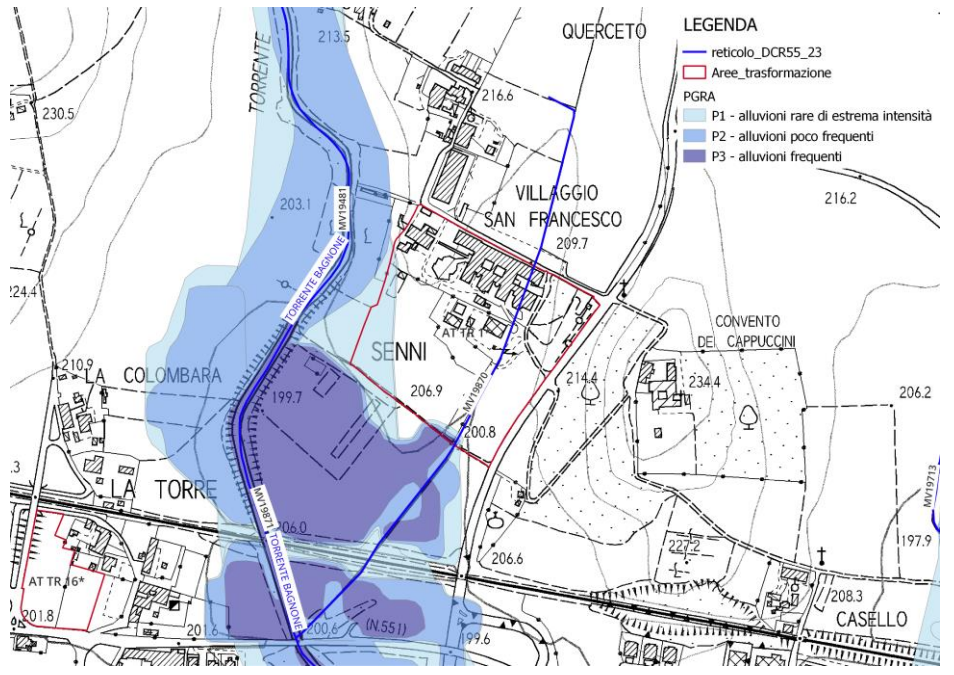 LEGENDA
reticolo_DCR55_23
Aree_trasformazione
PGRA
P1 - alluvioni rare di estrema intensità
P2 - alluvioni poco frequenti
P3 - alluvioni frequenti
213.5
QUERCETO
TORRENTE
216.6
230.5
203.1
MV19481
VILLAGGIO
SAN FRANCESCO
216.2
209.7
TORRENTE BAGNONE
224.4
AT TR 1*
CONVENTO
DEI CAPPUCCINI
SENNI
210.9
LA COLOMBARA
199.7
206.9
MV19870
214.4
234.4
206.2
200.8
.3
LA TORRE
MV19871
TORRENTE BAGNONE
MV19713
206.0
206.6
227.2
197.9
AT TR 16*
208.3
201.8
201.6
200.6
(N.551)
199.6
CASELLO